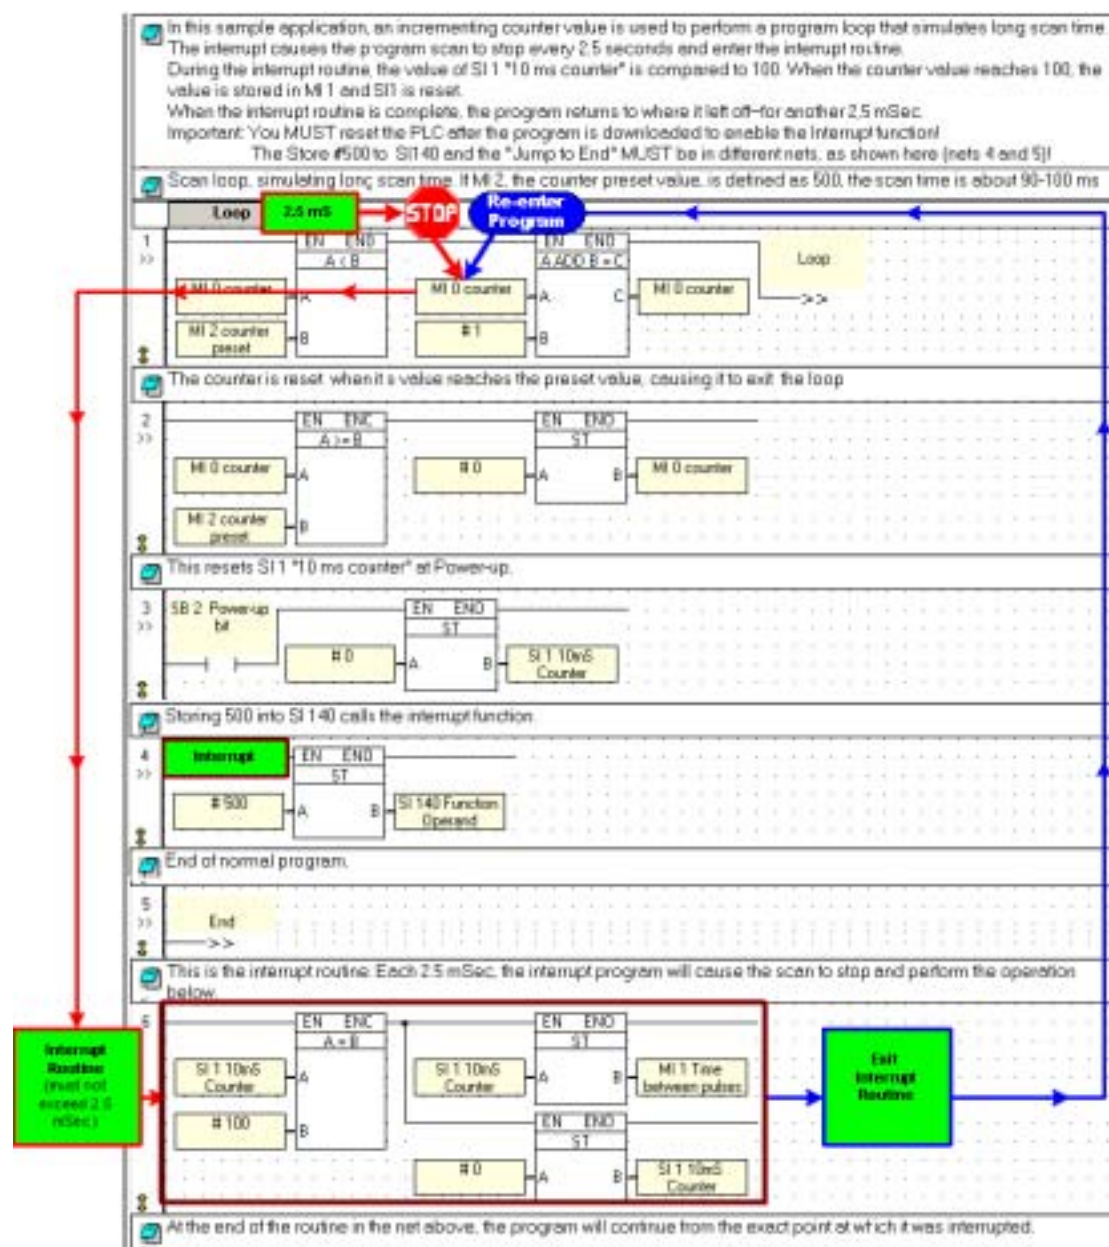 In this sample application, an incrementing counter value is used to perform a program loop that simulates long scan time.
The interrupt causes the program scan to stop every 2.5 seconds and enter the interrupt routine.
During the interrupt routine, the value of SI 1 "10 ms counter" is compared to 100. When the counter value reaches 100, the
value is stored in MI 1 and SI1 is reset.
When the interrupt routine is complete, the program returns to where it left off--for another 2,5 mSec.
Important: You MUST reset the PLC after the program is downloaded to enable the Interrupt function!
The Store #500 to SI140 and the "Jump to End" MUST be in different nets, as shown here (nets 4 and 5)!
Scan loop, simulating long scan time. If MI 2, the counter preset value, is defined as 500, the scan time is about 90-100 ms
Loop 2.5 mS STOP Re-enter
Program
1 EN ENO EN ENO
>> A < B A ADD B = C Loop
MI 0 counter A MI 0 counter A C MI 0 counter >>
MI 2 counter B #1 B
preset
The counter is reset when it s value reaches the preset value, causing it to exit the loop
2 EN ENO EN ENO
>> A >= B ST
MI 0 counter A # 0 A B MI 0 counter
MI 2 counter B
preset
This resets SI 1 "10 ms counter" at Power-up.
3 SB 2 Power-up EN ENO
>> bit ST
# 0 A B SI 1 10mS
Counter
Storing 500 into SI 140 calls the interrupt function.
4 Interrupt EN ENO
>> ST
# 500 A B SI 140 Function
Operand
End of normal program.
5
>> End
>>
This is the interrupt routine. Each 2.5 mSec, the interrupt program will cause the scan to stop and perform the operation
below.
6 EN ENO EN ENO
A = B ST
Interrupt
Routine
(must not
exceed 2.5
mSec)
SI 1 10mS A SI 1 10mS A B MI 1 Time
Counter Counter between pulses
# 100 B EN ENO
ST
# 0 A B SI 1 10mS
Counter
Exit
Interrupt
Routine
At the end of the routine in the net above, the program will continue from the exact point at which it was interrupted.